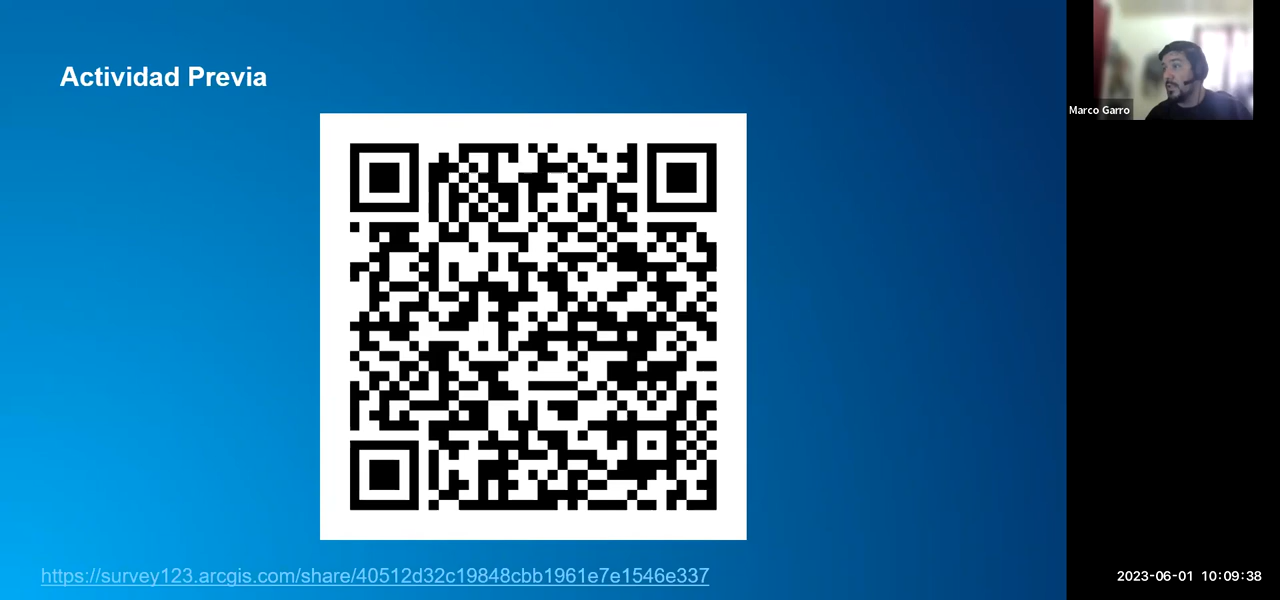 Actividad Previa
Marco Garro
https://survey123.arcgis.com/share/40512d32c19848cbb1961e7e1546e337
2023-06-01 10:09:38